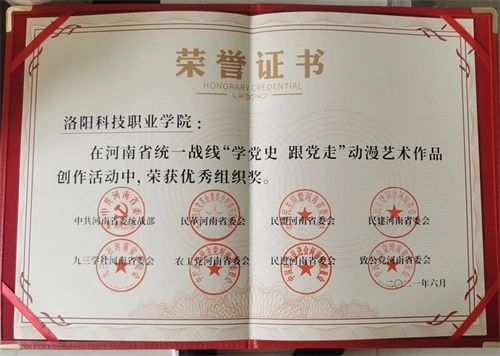 荣誉证书
HONORARY CREDENTIAL
洛阳科技职业学院：
在河南省统一战线“学党史 跟党走”动漫艺术作品
创作活动中，荣获优秀组织奖。
中共河南省委统战部 民革河南省委会 民盟河南省委会 民建河南省委会
九三学社河南省委会 农工党河南省委会 民进河南省委会 致公党河南省委会
二〇二一年六月